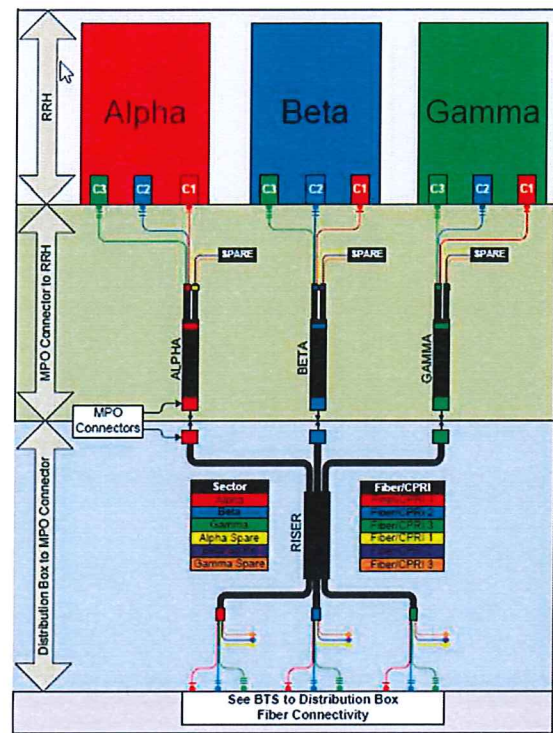 RRH
Alpha
Beta
Gamma
C3
C2
C1
C3
C2
C1
C3
C2
C1
MPO Connector to RRH
SPARE
SPARE
SPARE
ALPHA
BETA
GAMMA
MPO
Connectors
Distribution Box to MPO Connector
Sector
Alpha
Beta
Gamma
Alpha Spare
Gamma Spare
RISER
Fiber/CPRI
Fiber/CPRI 1
Fiber/CPRI 2
Fiber/CPRI 3
Fiber/CPRI 1
Fiber/CPRI 3
See BTS to Distribution Box
Fiber Connectivity